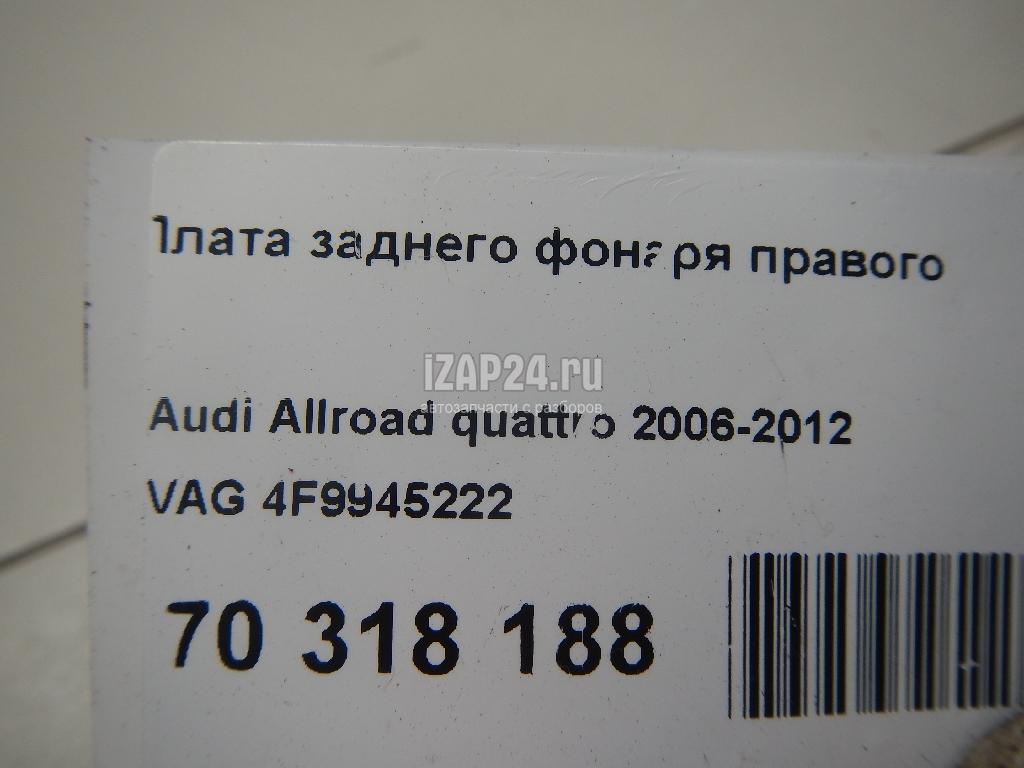 Плата заднего фонаря правого
iZAP24.ru
автозапчасти с разборов
Audi Allroad quattro 2006-2012
VAG 4F9945222
70 318 188